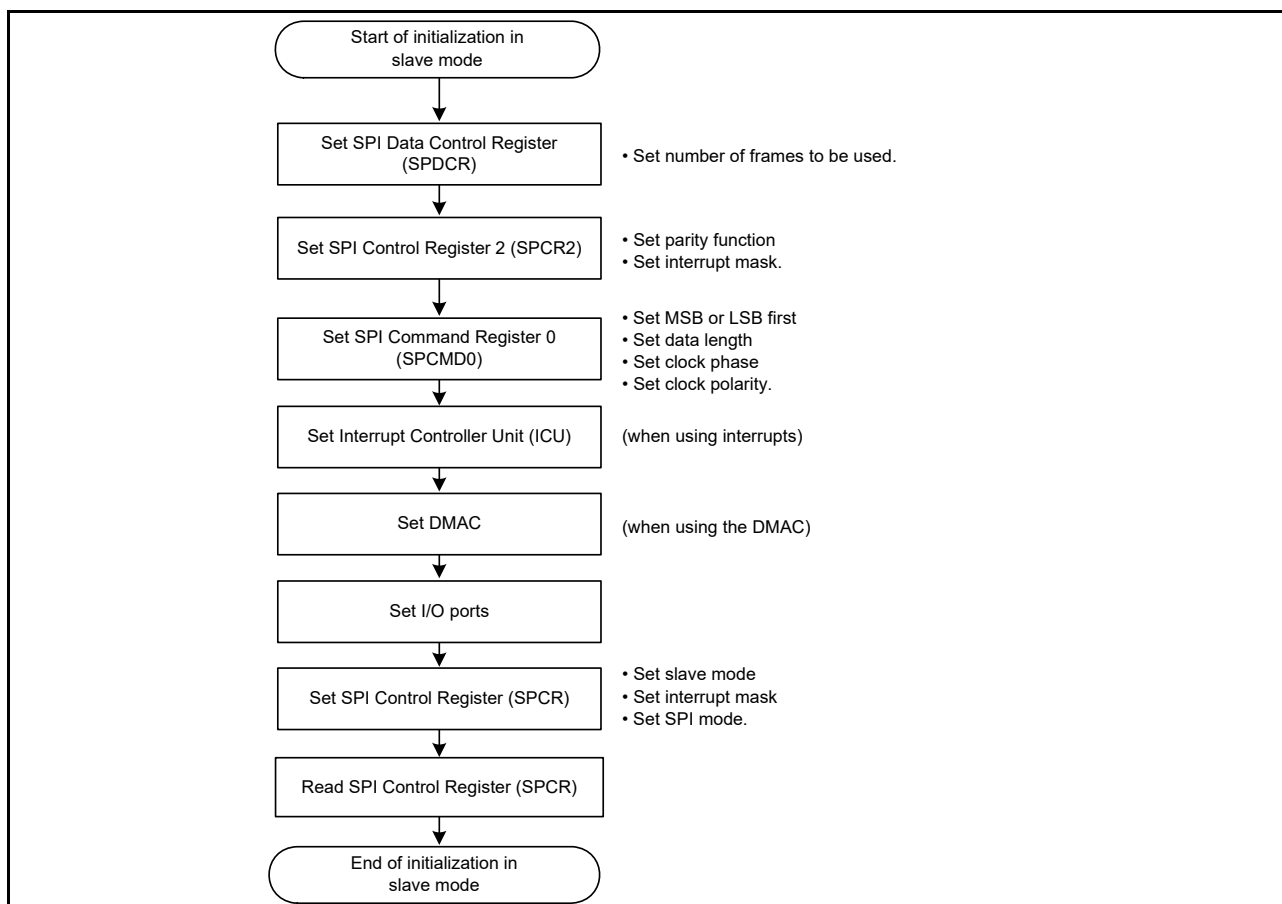 Start of initialization in
slave mode
Set SPI Data Control Register
(SPDCR)
• Set number of frames to be used.
Set SPI Control Register 2 (SPCR2)
• Set parity function
• Set interrupt mask.
Set SPI Command Register 0
(SPCMD0)
• Set MSB or LSB first
• Set data length
• Set clock phase
• Set clock polarity.
Set Interrupt Controller Unit (ICU)
(when using interrupts)
Set DMAC
(when using the DMAC)
Set I/O ports
Set SPI Control Register (SPCR)
• Set slave mode
• Set interrupt mask
• Set SPI mode.
Read SPI Control Register (SPCR)
End of initialization in
slave mode